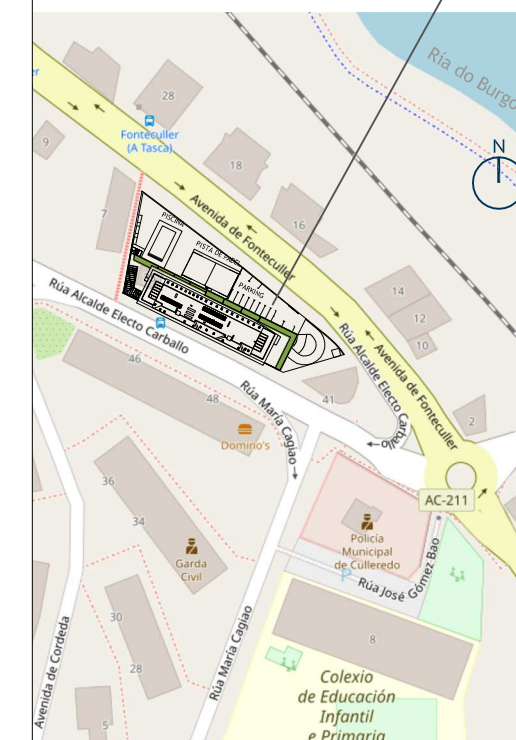 Ría do Burgo
N
er
28
Fonteculler
(A Tasca)
9
18
7
Avenida de Fonteculler
16
PISCINA
PISTA DE PADEL
PARKING
14
12
10
Rúa Alcalde Electo Carballo
Rúa Alcalde Electo Carballo
Avenida de Fonteculler
46
48
41
2
Rúa María Cagiao
Domino's
AC-211
36
34
Garda
Civil
Policía
Municipal
de Culleredo
P
Rúa José Gómez Bao
30
28
8
Avenida de Cordeda
Rúa María Cagiao
5
Colexio
de Educación
Infantil
e Primaria